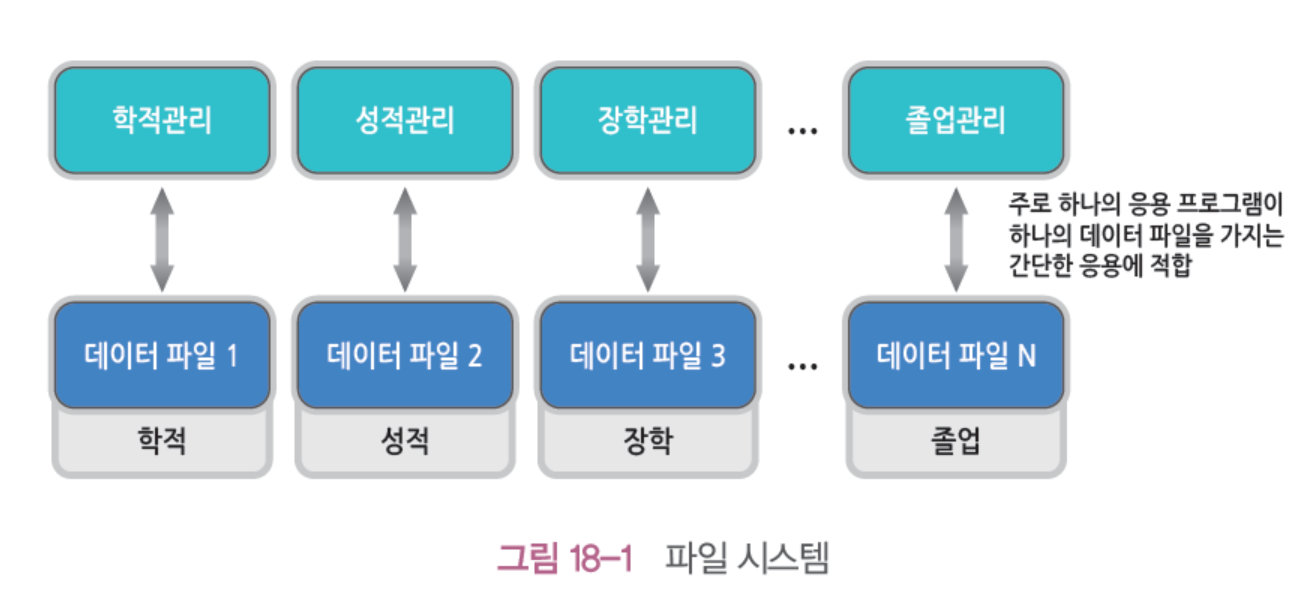 학적관리 성적관리 장학관리 ... 졸업관리
주로 하나의 응용 프로그램이
하나의 데이터 파일을 가지는
간단한 응용에 적합
데이터 파일 1 데이터 파일 2 데이터 파일 3 ... 데이터 파일 N
학적 성적 장학 졸업
그림 18-1 파일 시스템